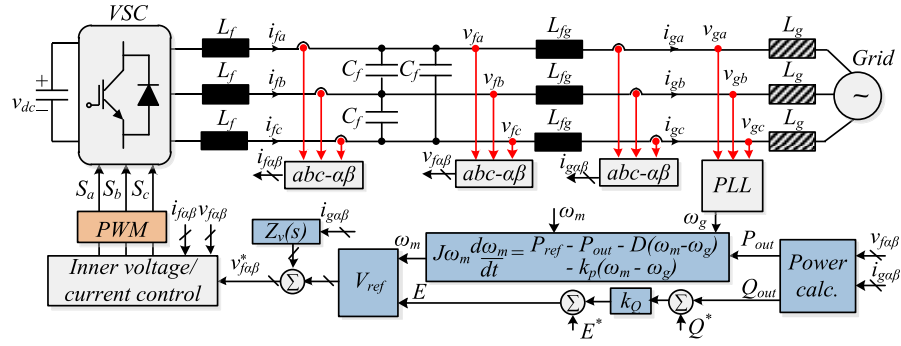 VSC
L_f i_fa v_fa L_fg i_ga v_ga L_g
C_f C_f
Grid
v_dc + −
L_f i_fb v_fb L_fg i_gb v_gb L_g
~
C_f
L_f i_fc v_fc L_fg i_gc v_gc L_g
i_fαβ abc-αβ v_fαβ abc-αβ i_gαβ abc-αβ PLL
S_a S_b S_c
i_fαβ v_fαβ i_gαβ ω_m ω_g
PWM Z_v(s)
Jω_m dω_m/dt = P_ref - P_out - D(ω_m-ω_g)
- k_p(ω_m - ω_g)
ω_m P_out v_fαβ
Inner voltage/
current control
v*_fαβ Σ V_ref
Power
calc.
i_gαβ
E Σ k_Q Σ Q_out
E* Q*